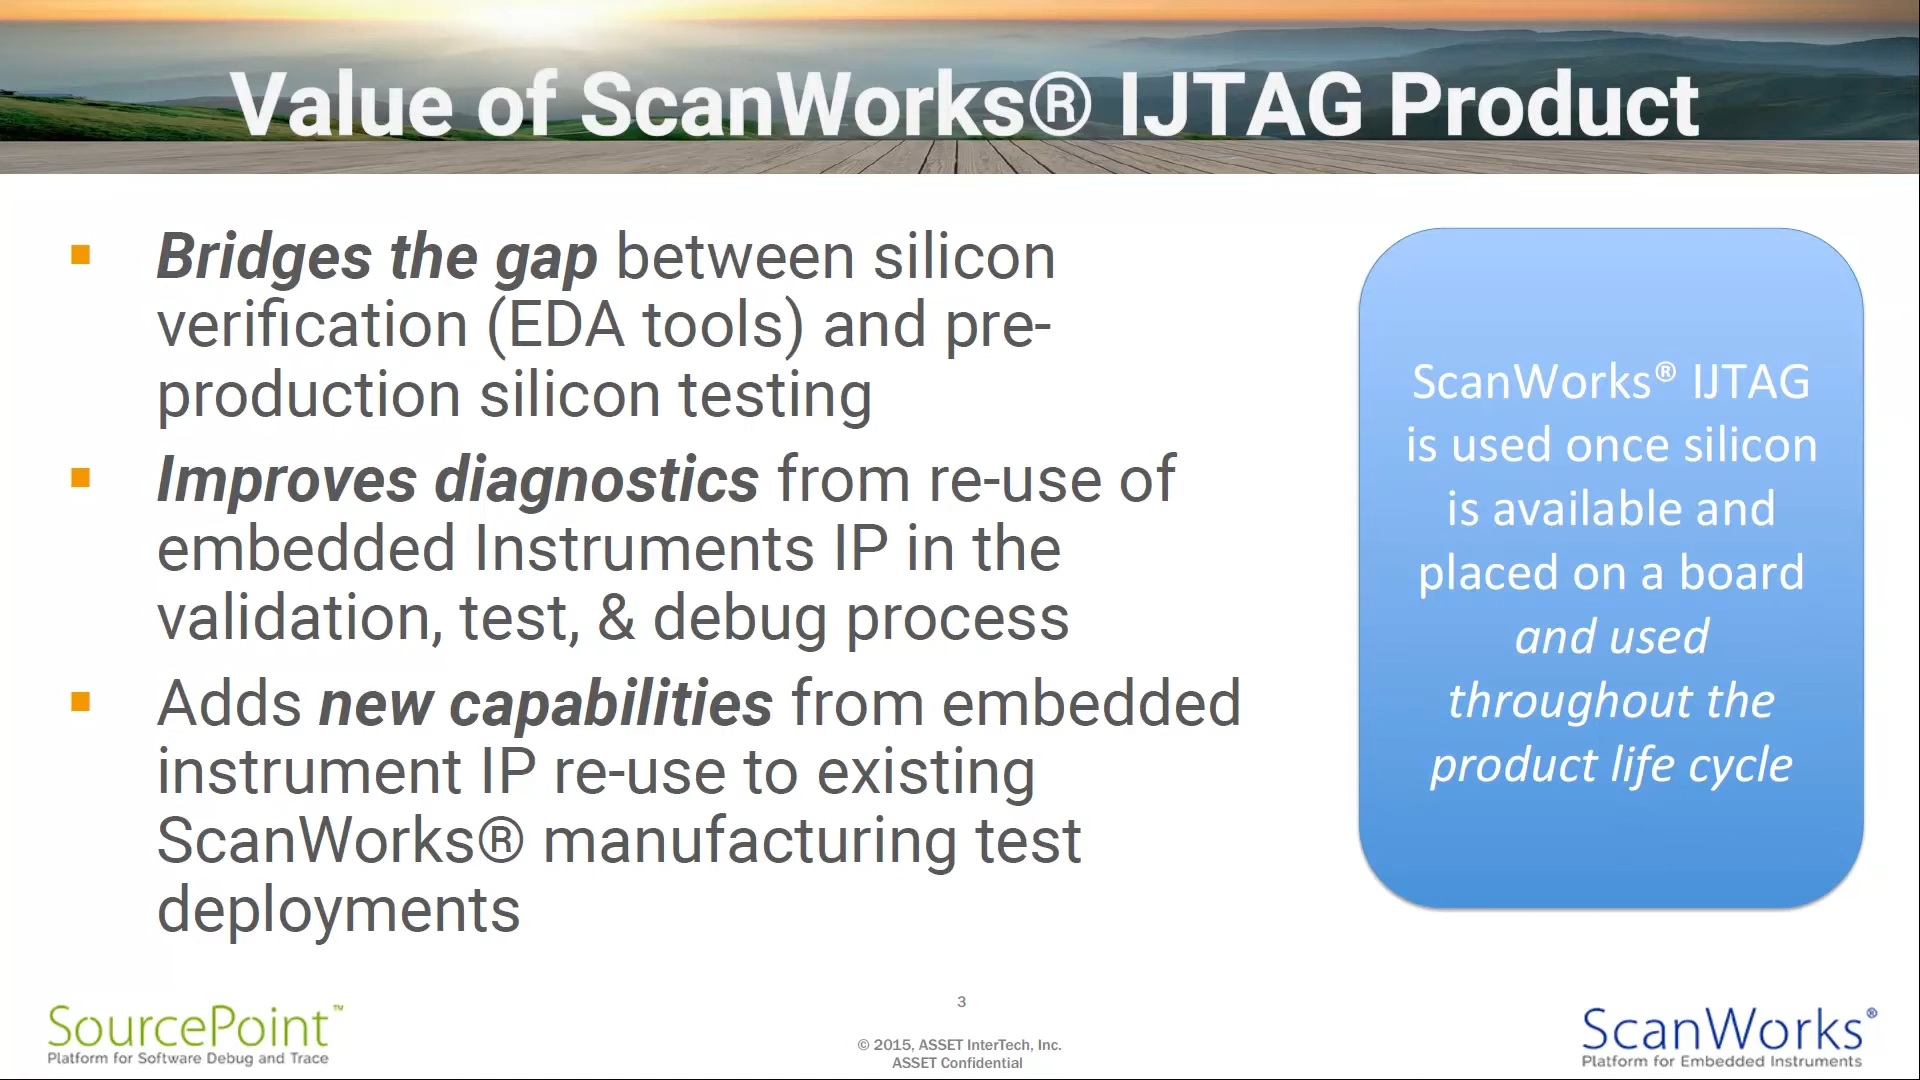 Value of ScanWorks® IJTAG Product
Bridges the gap between silicon
verification (EDA tools) and pre-
production silicon testing
Improves diagnostics from re-use of
embedded Instruments IP in the
validation, test, & debug process
Adds new capabilities from embedded
instrument IP re-use to existing
ScanWorks® manufacturing test
deployments
ScanWorks® IJTAG
is used once silicon
is available and
placed on a board
and used
throughout the
product life cycle
SourcePoint™
Platform for Software Debug and Trace
3
© 2015, ASSET InterTech, Inc.
ASSET Confidential
ScanWorks®
Platform for Embedded Instruments